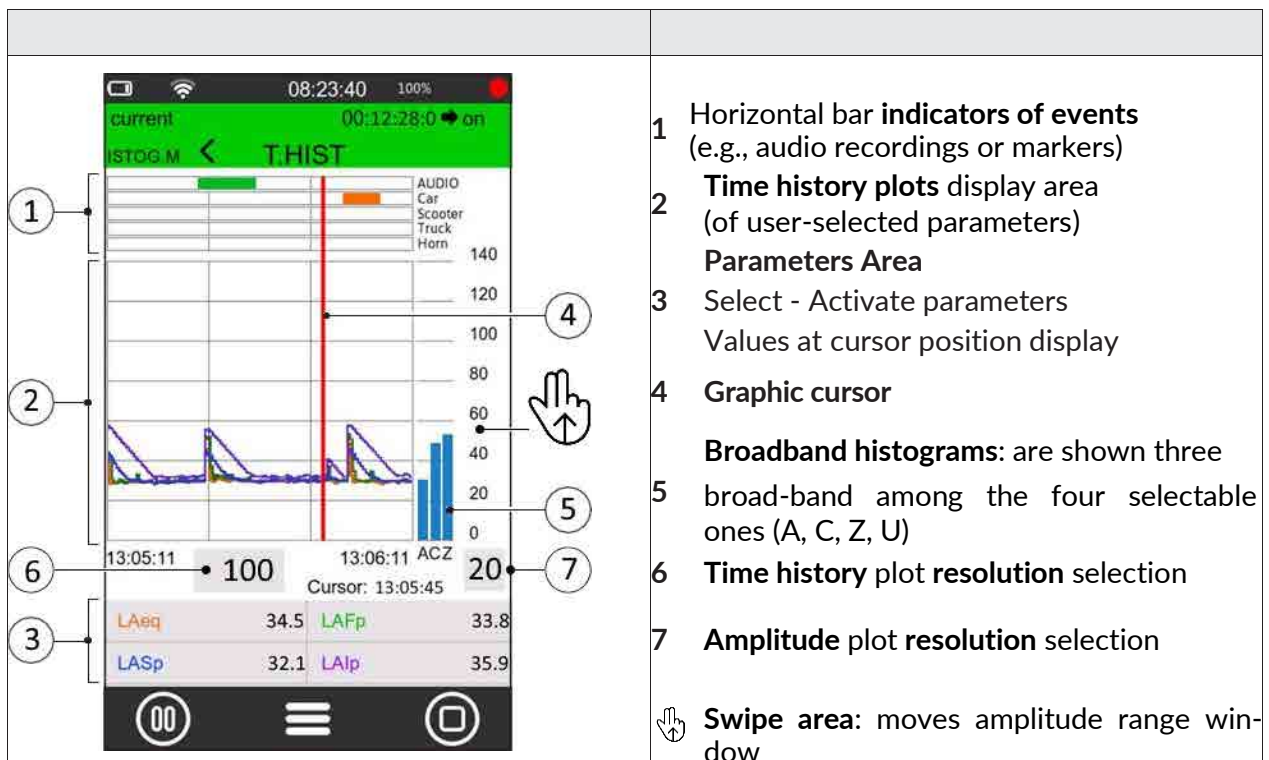 08:23:40 100%
current 00:12:28:0 ➡ on
ISTOG.M < T.HIST
AUDIO
Car
Scooter
Truck
Horn
140
120
100
80
60
40
20
0
13:05:11 13:06:11 ACZ
100 20
Cursor: 13:05:45
LAeq 34.5 LAFp 33.8
LASp 32.1 LAIp 35.9
1
2
6
3
4
5
7
1 Horizontal bar indicators of events
(e.g., audio recordings or markers)
2 Time history plots display area
(of user-selected parameters)
Parameters Area
3 Select - Activate parameters
Values at cursor position display
4 Graphic cursor
Broadband histograms: are shown three
5 broad-band among the four selectable
ones (A, C, Z, U)
6 Time history plot resolution selection
7 Amplitude plot resolution selection
Swipe area: moves amplitude range win-
dow